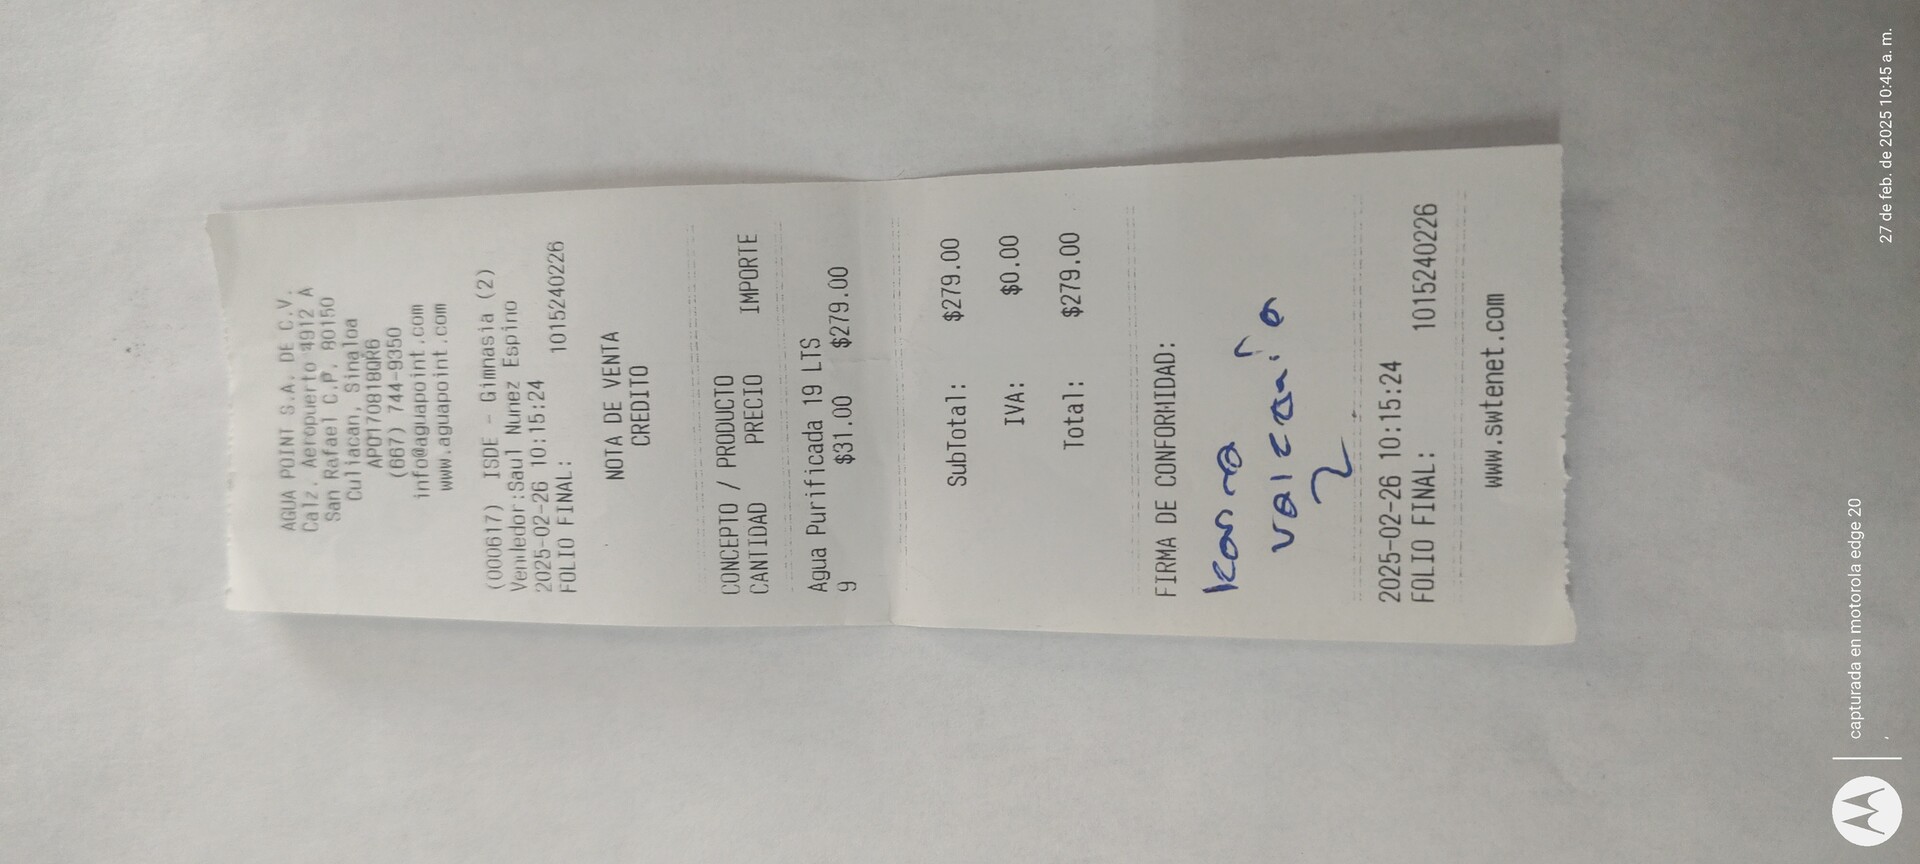 AGUA POINT S.A. DE C.V.
Calz. Aeropuerto 4912 A
San Rafael C.P. 80150
Culiacan, Sinaloa
APO170818QR6
(667) 744-9350
info@aguapoint.com
www.aguapoint.com
(000617) ISDE - Gimnasia (2)
Vendedor:Saul Nunez Espino
2025-02-26 10:15:24
FOLIO FINAL: 1015240226
NOTA DE VENTA
CREDITO
CONCEPTO / PRODUCTO
CANTIDAD PRECIO IMPORTE
Agua Purificada 19 LTS
9 $31.00 $279.00
SubTotal: $279.00
IVA: $0.00
Total: $279.00
FIRMA DE CONFORMIDAD:
2
2025-02-26 10:15:24
FOLIO FINAL: 1015240226
www.swtenet.com
capturada en motorola edge 20
27 de feb. de 2025 10:45 a. m.